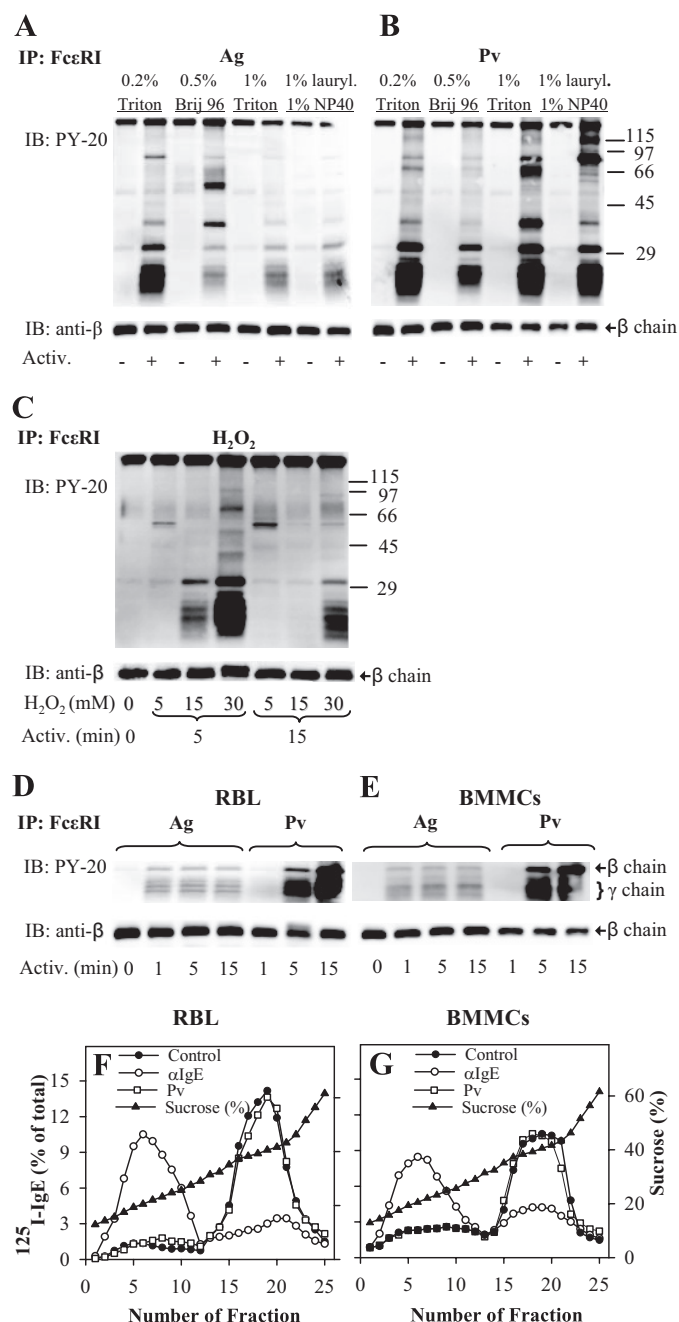 A B
IP: FcεRI Ag Pv
0.2% 0.5% 1% 1% lauryl. 0.2% 0.5% 1% 1% lauryl.
Triton Brij 96 Triton 1% NP40 Triton Brij 96 Triton 1% NP40
IB: PY-20
115
97
66
45
29
IB: anti-β ←β chain
Activ. - + - + - + - + - + - + - + - +
C
IP: FcεRI H₂O₂
IB: PY-20
115
97
66
45
29
IB: anti-β ←β chain
H₂O₂ (mM) 0 5 15 30 5 15 30
Activ. (min) 0 5 15
D RBL E BMMCs
IP: FcεRI Ag Pv Ag Pv
IB: PY-20 ←β chain
} γ chain
IB: anti-β ←β chain
Activ. (min) 0 1 5 15 1 5 15 0 1 5 15 1 5 15
RBL BMMCs
F G
Control
αIgE
Pv
Sucrose (%)
Control
αIgE
Pv
Sucrose (%)
15
12
9
6
3
0
¹²⁵I-IgE (% of total)
60
40
20
0
Sucrose (%)
0 5 10 15 20 25 0 5 10 15 20 25
Number of Fraction Number of Fraction